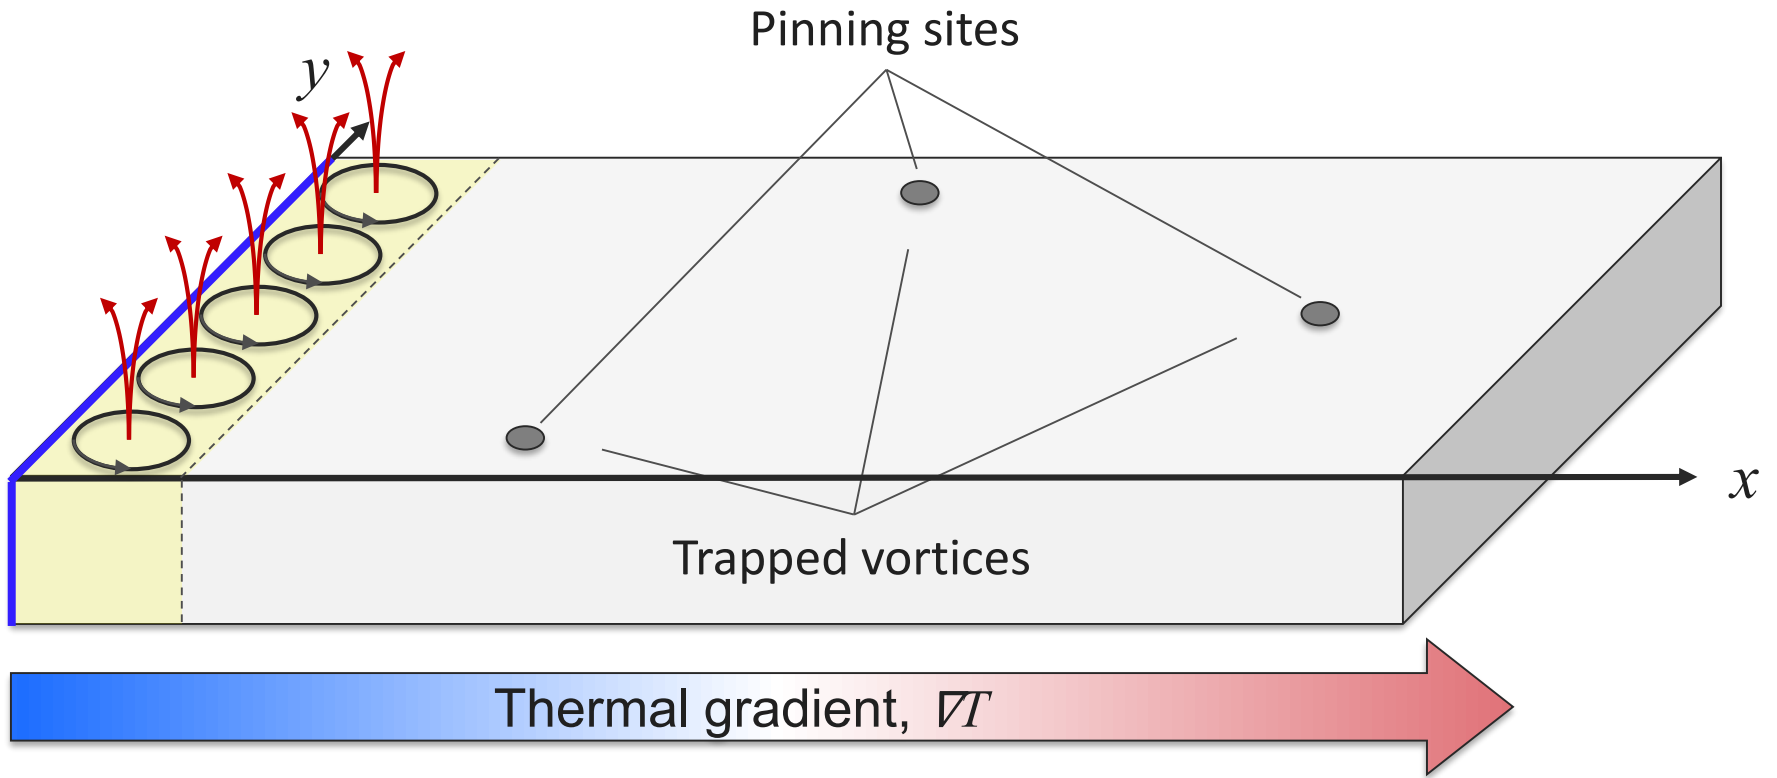 Pinning sites
y
x
Trapped vortices
Thermal gradient, ∇T